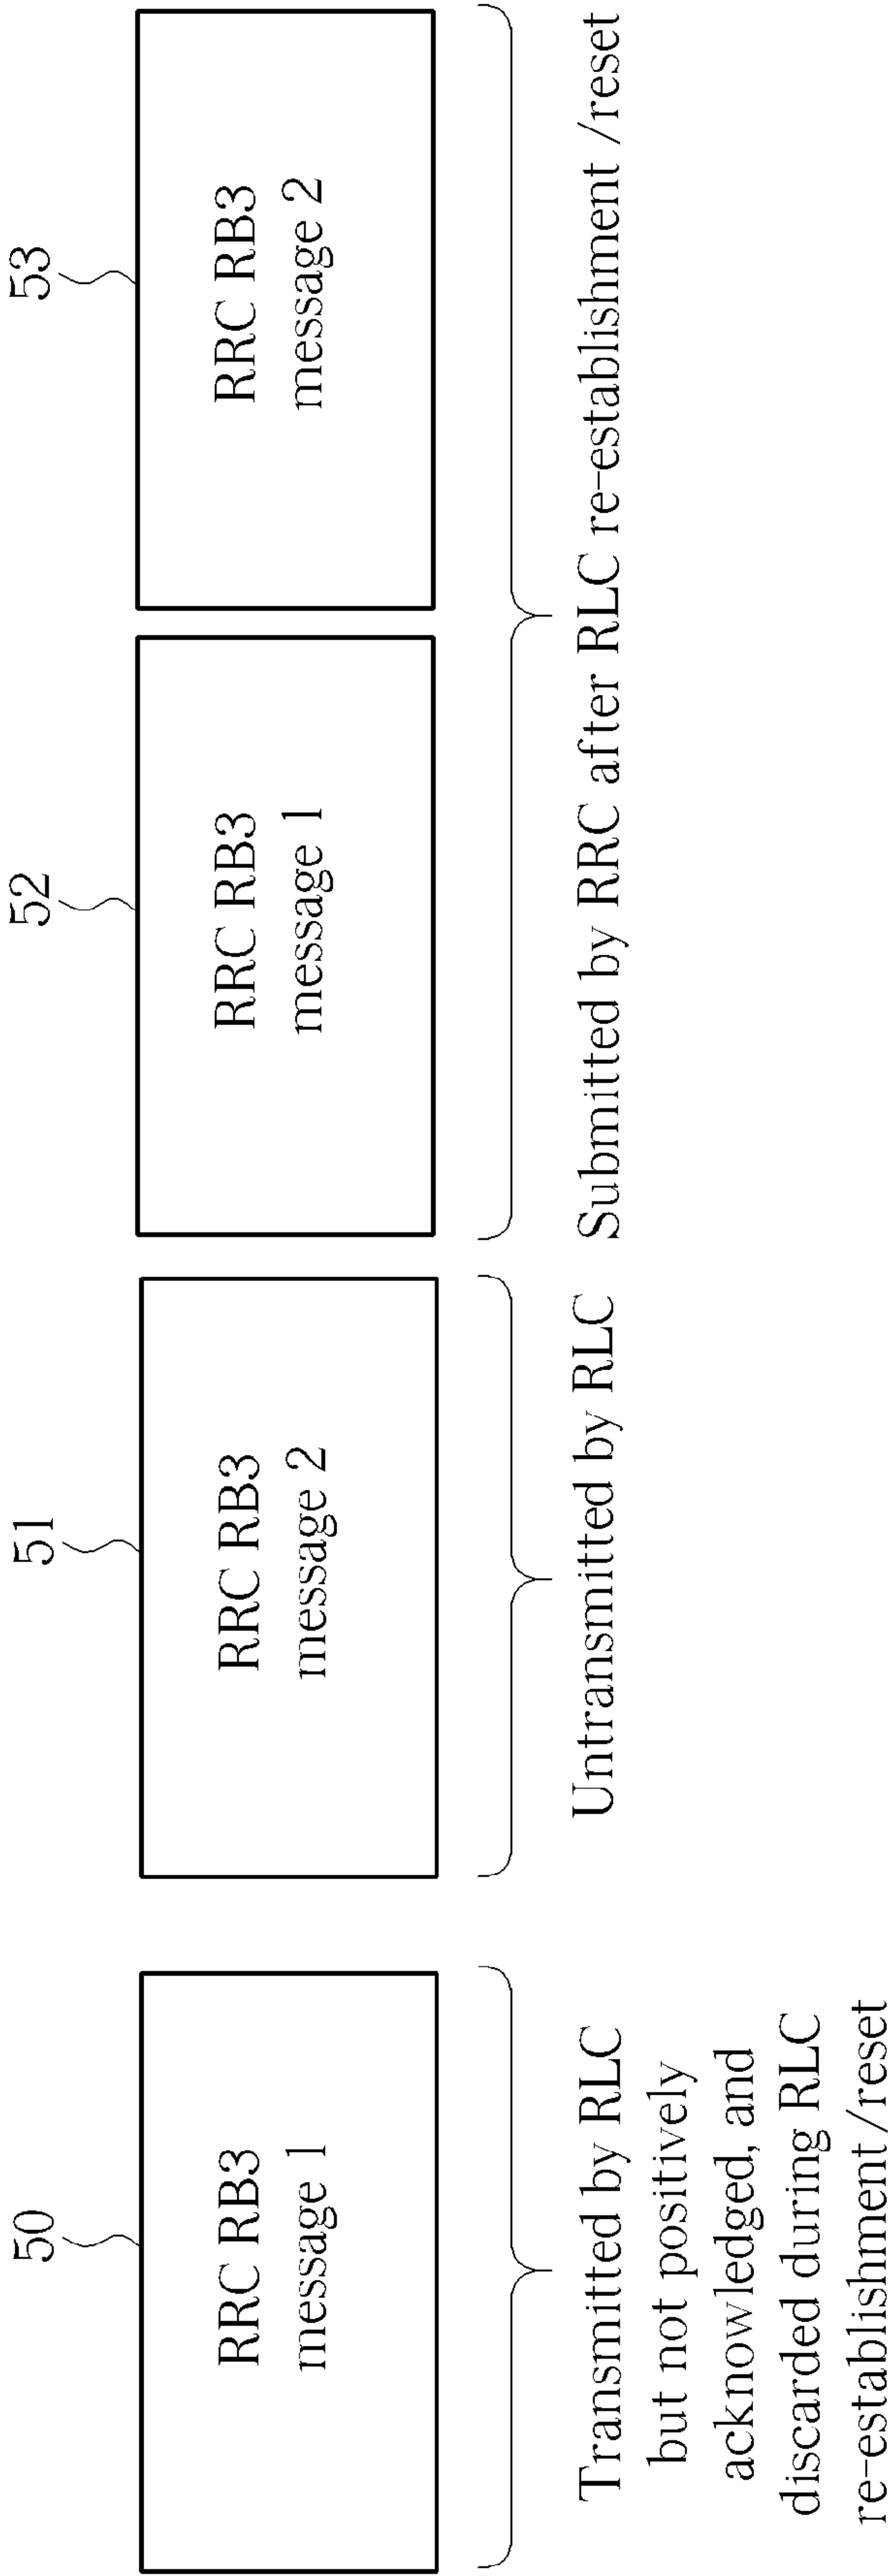 50
RRC RB3
message 1
Transmitted by RLC
but not positively
acknowledged, and
discarded during RLC
re-establishment/reset
51
RRC RB3
message 2
Untransmitted by RLC
52
RRC RB3
message 1
53
RRC RB3
message 2
Submitted by RRC after RLC re-establishment/reset